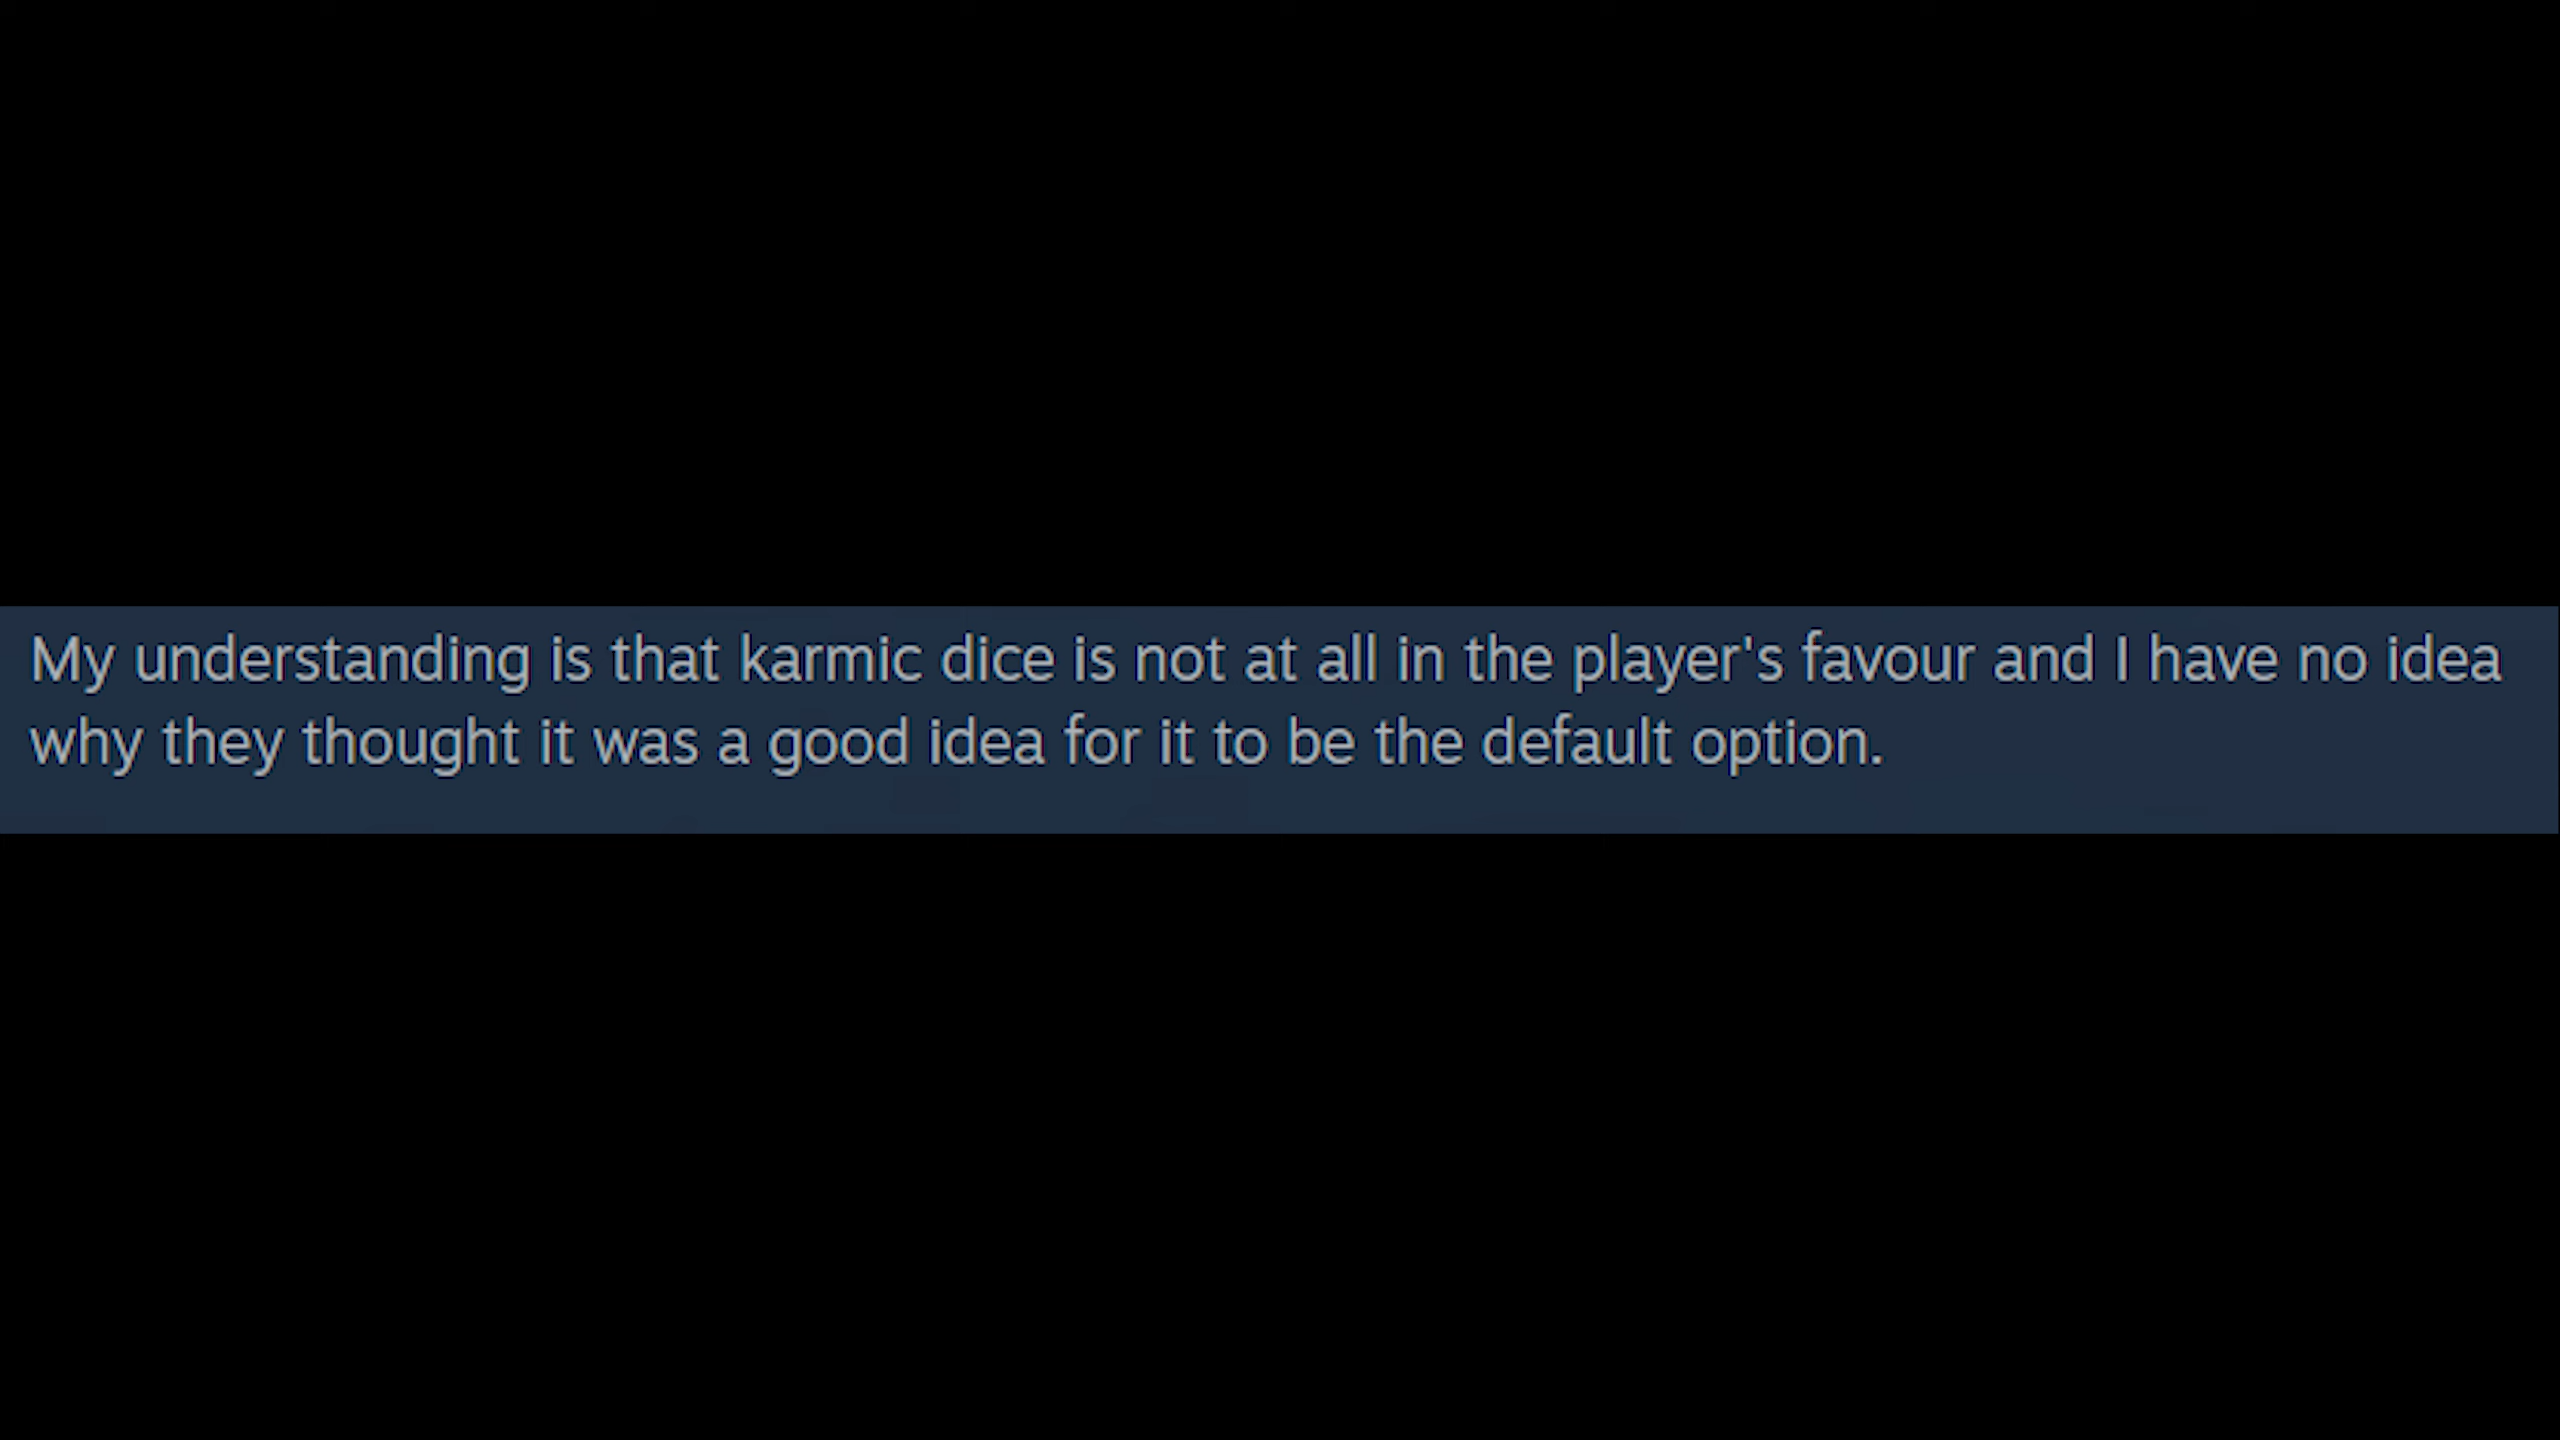 My understanding is that karmic dice is not at all in the player's favour and I have no idea
why they thought it was a good idea for it to be the default option.